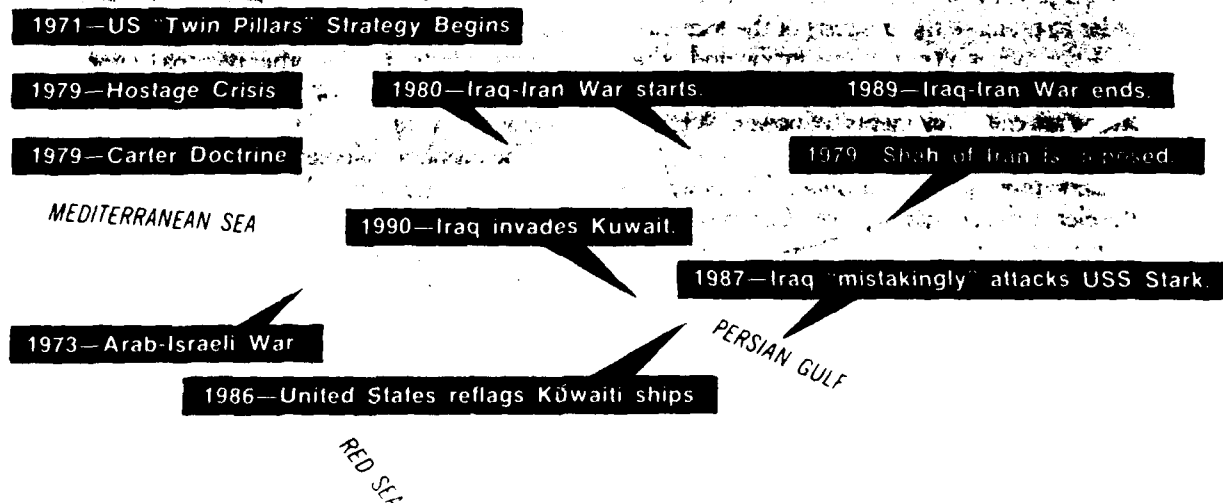 1971—US "Twin Pillars" Strategy Begins
1979—Hostage Crisis
1980—Iraq-Iran War starts.
1989—Iraq-Iran War ends.
1979—Carter Doctrine
1979 Shah of Iran is deposed.
MEDITERRANEAN SEA
1990—Iraq invades Kuwait.
1987—Iraq "mistakingly" attacks USS Stark.
1973—Arab-Israeli War
PERSIAN GULF
1986—United States reflags Kuwaiti ships
RED SEA